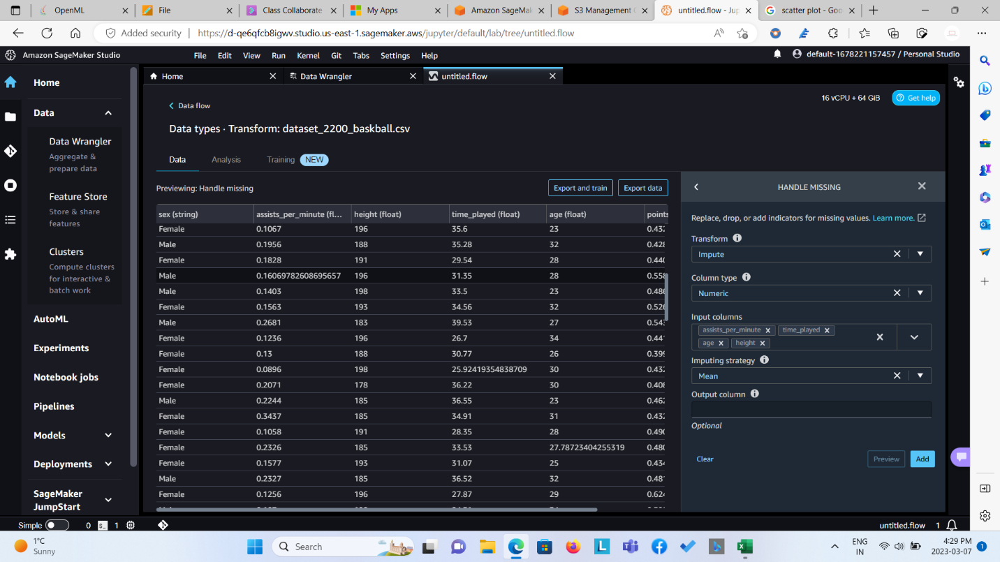 OpenML
File
Class Collaborate
My Apps
Amazon SageMak
S3 Management C
untitled.flow - Jup
scatter plot - Goo
Added security
https://d-qe6qfcb8igwv.studio.us-east-1.sagemaker.aws/jupyter/default/lab/tree/untitled.flow
Amazon SageMaker Studio
File Edit View Run Kernel Git Tabs Settings Help
default-1678221157457 / Personal Studio
Home
Data Wrangler
untitled.flow
Home
Data
Data Wrangler
Aggregate &
prepare data
Feature Store
Store & share
features
Clusters
Compute clusters
for interactive &
batch work
AutoML
Experiments
Notebook jobs
Pipelines
Models
Deployments
SageMaker
JumpStart
Data flow
16 vCPU + 64 GiB
Get help
Data types · Transform: dataset_2200_baskball.csv
Data Analysis Training NEW
Previewing: Handle missing
Export and train
Export data
sex (string) assists_per_minute (fl... height (float) time_played (float) age (float) points
Female 0.1067 196 35.6 23 0.432
Male 0.1956 188 35.28 32 0.428
Female 0.1828 191 29.54 28 0.440
Male 0.16069782608695657 196 31.35 28 0.558
Male 0.1403 198 33.5 23 0.486
Female 0.1563 193 34.56 32 0.526
Male 0.2681 183 39.53 27 0.543
Female 0.1236 196 26.7 34 0.441
Female 0.13 188 30.77 26 0.399
Female 0.0896 198 25.92419354838709 30 0.432
Female 0.2071 178 36.22 30 0.408
Male 0.2244 185 36.55 23 0.462
Female 0.3437 185 34.91 31 0.432
Female 0.1058 191 28.35 28 0.490
Female 0.2326 185 33.53 27.78723404255319 0.480
Female 0.1577 193 31.07 25 0.434
Male 0.2327 185 36.52 32 0.481
Female 0.1256 196 27.87 29 0.624
HANDLE MISSING
Replace, drop, or add indicators for missing values. Learn more.
Transform
Impute
Column type
Numeric
Input columns
assists_per_minute time_played
age height
Imputing strategy
Mean
Output column
Optional
Clear
Preview
Add
Simple
0
$_
1
untitled.flow 1
1°C
Sunny
Search
ENG
IN
4:29 PM
2023-03-07
1